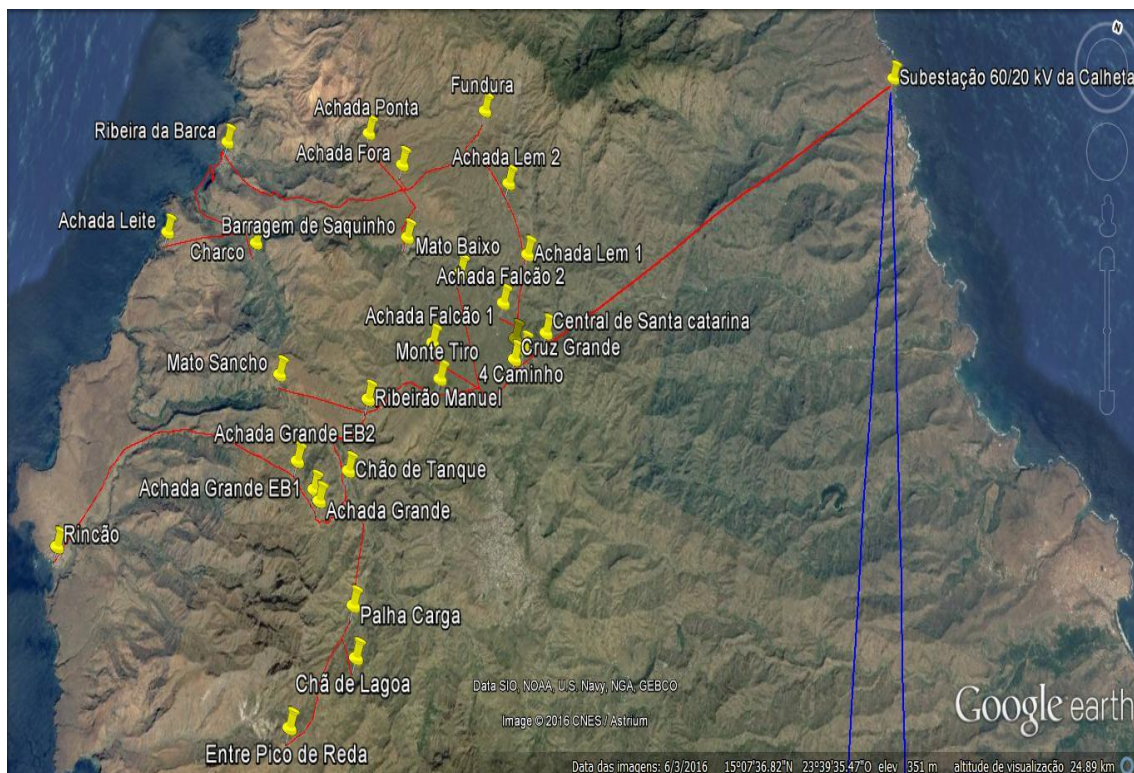 N
Subestação 60/20 kV da Calheta
Fundura
Achada Ponta
Ribeira da Barca
Achada Fora
Achada Lem 2
Achada Leite
Barragem de Saquinho
Charco
Mato Baixo
Achada Lem 1
Achada Falcão 2
Achada Falcão 1
Central de Santa catarina
Cruz Grande
Monte Tiro
4 Caminho
Mato Sancho
Ribeirão Manuel
Achada Grande EB2
Chão de Tanque
Achada Grande EB1
Achada Grande
Rincão
Palha Carga
Chã de Lagoa
Entre Pico de Reda
Data SIO, NOAA, U.S. Navy, NGA, GEBCO
Image © 2016 CNES / Astrium
Google earth
Data das imagens: 6/3/2016 15°07'36.82"N 23°39'35.47"O elev 351 m altitude de visualização 24.89 km